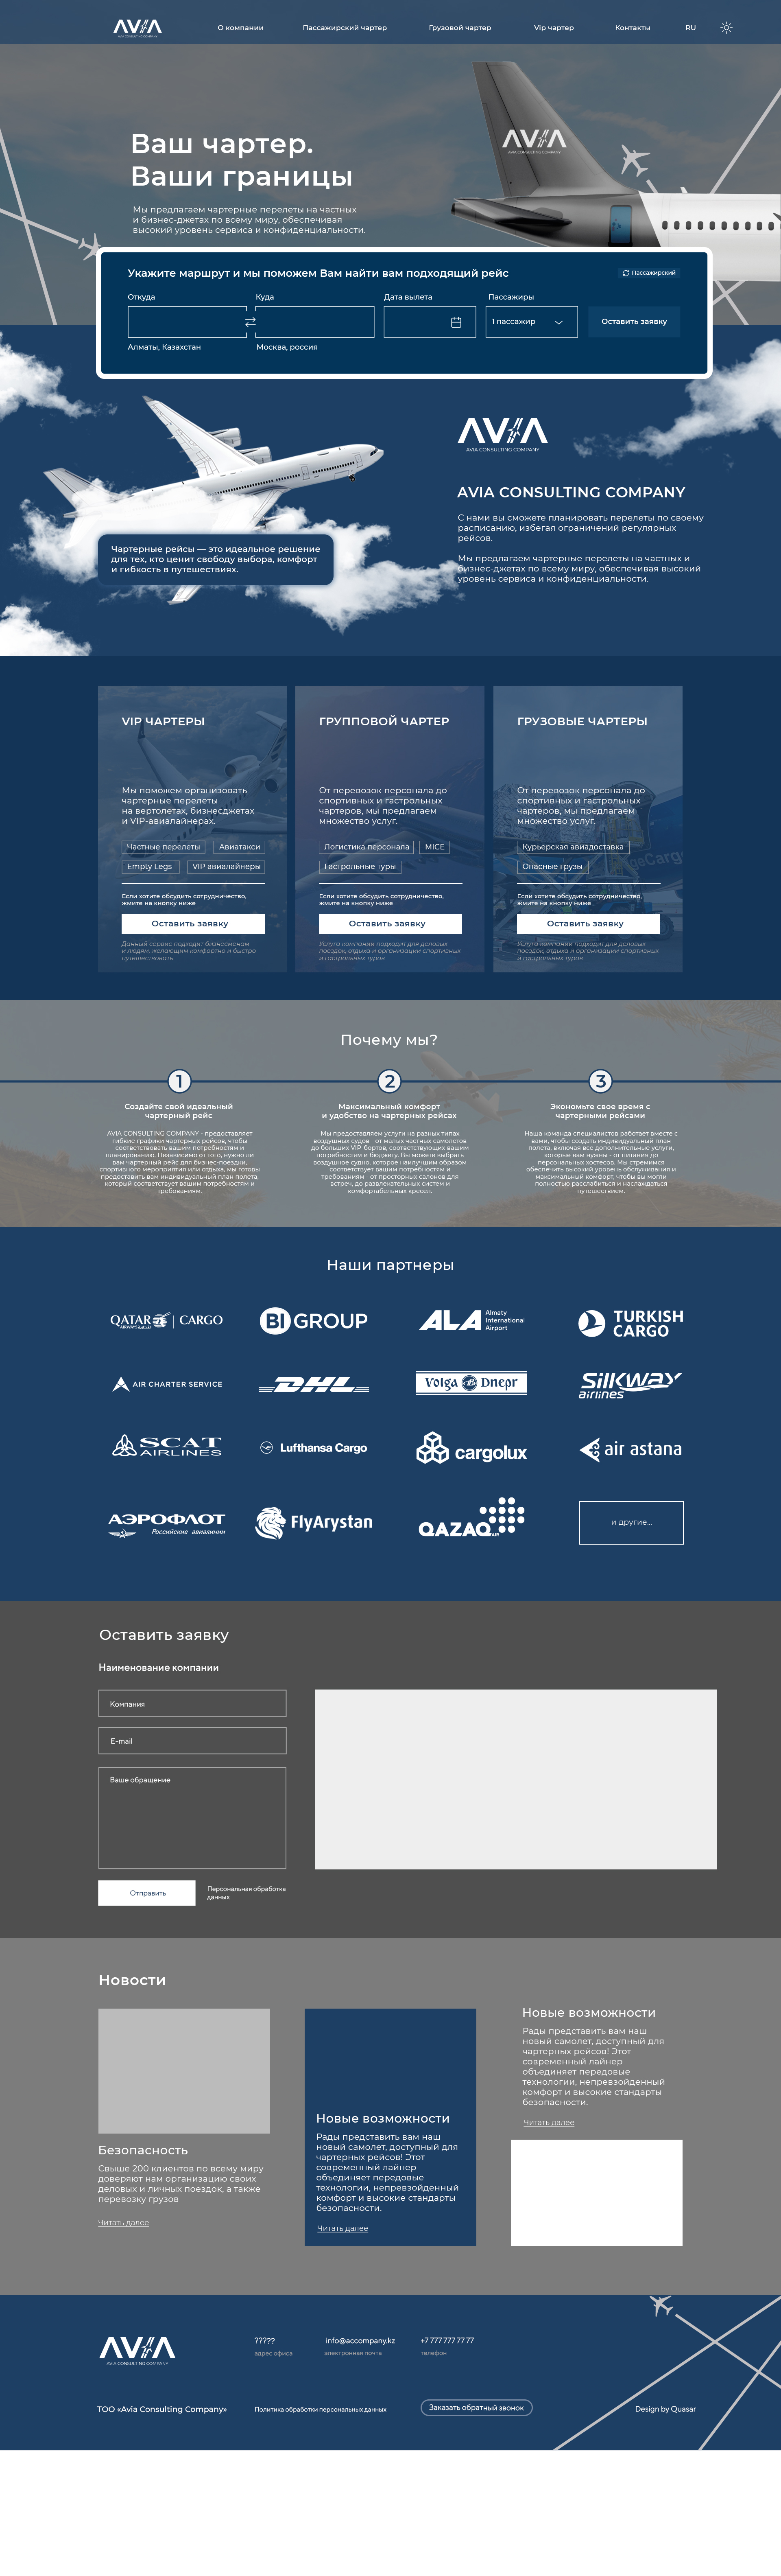 AVIA
AVIA CONSULTING COMPANY
О компании
Пассажирский чартер
Грузовой чартер
Vip чартер
Контакты
RU
Ваш чартер.
Ваши границы
AVIA
AVIA CONSULTING COMPANY
Мы предлагаем чартерные перелеты на частных
и бизнес-джетах по всему миру, обеспечивая
высокий уровень сервиса и конфиденциальности.
Укажите маршрут и мы поможем Вам найти вам подходящий рейс
Пассажирский
Откуда
Куда
Дата вылета
Пассажиры
1 пассажир
Оставить заявку
Алматы, Казахстан
Москва, россия
AVIA
AVIA CONSULTING COMPANY
AVIA CONSULTING COMPANY
С нами вы сможете планировать перелеты по своему
расписанию, избегая ограничений регулярных
рейсов.
Мы предлагаем чартерные перелеты на частных и
бизнес-джетах по всему миру, обеспечивая высокий
уровень сервиса и конфиденциальности.
Чартерные рейсы — это идеальное решение
для тех, кто ценит свободу выбора, комфорт
и гибкость в путешествиях.
VIP ЧАРТЕРЫ
Мы поможем организовать
чартерные перелеты
на вертолетах, бизнесджетах
и VIP-авиалайнерах.
Частные перелеты
Авиатакси
Empty Legs
VIP авиалайнеры
Если хотите обсудить сотрудничество,
жмите на кнопку ниже
Оставить заявку
Данный сервис подходит бизнесменам
и людям, желающим комфортно и быстро
путешествовать
ГРУППОВОЙ ЧАРТЕР
От перевозок персонала до
спортивных и гастрольных
чартеров, мы предлагаем
множество услуг.
Логистика персонала
MICE
Гастрольные туры
Если хотите обсудить сотрудничество,
жмите на кнопку ниже
Оставить заявку
Услуга компании подходит для деловых
поездок, отдыха и организации спортивных
и гастрольных туров
ГРУЗОВЫЕ ЧАРТЕРЫ
От перевозок персонала до
спортивных и гастрольных
чартеров, мы предлагаем
множество услуг.
Курьерская авиадоставка
Опасные грузы
Если хотите обсудить сотрудничество,
жмите на кнопку ниже
Оставить заявку
Услуга компании подходит для деловых
поездок, отдыха и организации спортивных
и гастрольных туров
Почему мы?
1
2
3
Создайте свой идеальный
чартерный рейс
AVIA CONSULTING COMPANY - предоставляет
гибкие графики чартерных рейсов, чтобы
соответствовать вашим потребностям и
планированию. Независимо от того, нужно ли
вам чартерный рейс для бизнес-поездки,
спортивного мероприятия или отдыха, мы готовы
предоставить вам индивидуальный план полета,
который соответствует вашим потребностям и
требованиям.
Максимальный комфорт
и удобство на чартерных рейсах
Мы предоставляем услуги на разных типах
воздушных судов - от малых частных самолетов
до больших VIP-бортов, соответствующих вашим
потребностям и бюджету. Вы можете выбрать
воздушное судно, которое наилучшим образом
соответствует вашим потребностям и
требованиям - от просторных салонов для
встреч, до развлекательных систем и
комфортабельных кресел.
Экономьте свое время с
чартерными рейсами
Наша команда специалистов работает вместе с
вами, чтобы создать индивидуальный план
полета, включая все дополнительные услуги,
которые вам нужны - от питания до
персональных хостесов. Мы стремимся
обеспечить высокий уровень обслуживания и
максимальный комфорт, чтобы вы могли
полностью расслабиться и наслаждаться
путешествием.
Наши партнеры
QATAR AIRWAYS القطرية | CARGO
BI GROUP
ALA Almaty
International
Airport
TURKISH
CARGO
AIR CHARTER SERVICE
DHL
Volga Dnepr
SilkWay
airlines
SCAT
AIRLINES
Lufthansa Cargo
cargolux
air astana
АЭРОФЛОТ
Российские авиалинии
FlyArystan
QAZAQ AIR
и другие...
Оставить заявку
Наименование компании
Компания
E-mail
Ваше обращение
Отправить
Персональная обработка
данных
Новости
Безопасность
Свыше 200 клиентов по всему миру
доверяют нам организацию своих
деловых и личных поездок, а также
перевозку грузов
Читать далее
Новые возможности
Рады представить вам наш
новый самолет, доступный для
чартерных рейсов! Этот
современный лайнер
объединяет передовые
технологии, непревзойденный
комфорт и высокие стандарты
безопасности.
Читать далее
Новые возможности
Рады представить вам наш
новый самолет, доступный для
чартерных рейсов! Этот
современный лайнер
объединяет передовые
технологии, непревзойденный
комфорт и высокие стандарты
безопасности.
Читать далее
AVIA
AVIA CONSULTING COMPANY
?????
адрес офиса
info@accompany.kz
электронная почта
+7 777 777 77 77
телефон
ТОО «Avia Consulting Company»
Политика обработки персональных данных
Заказать обратный звонок
Design by Quasar